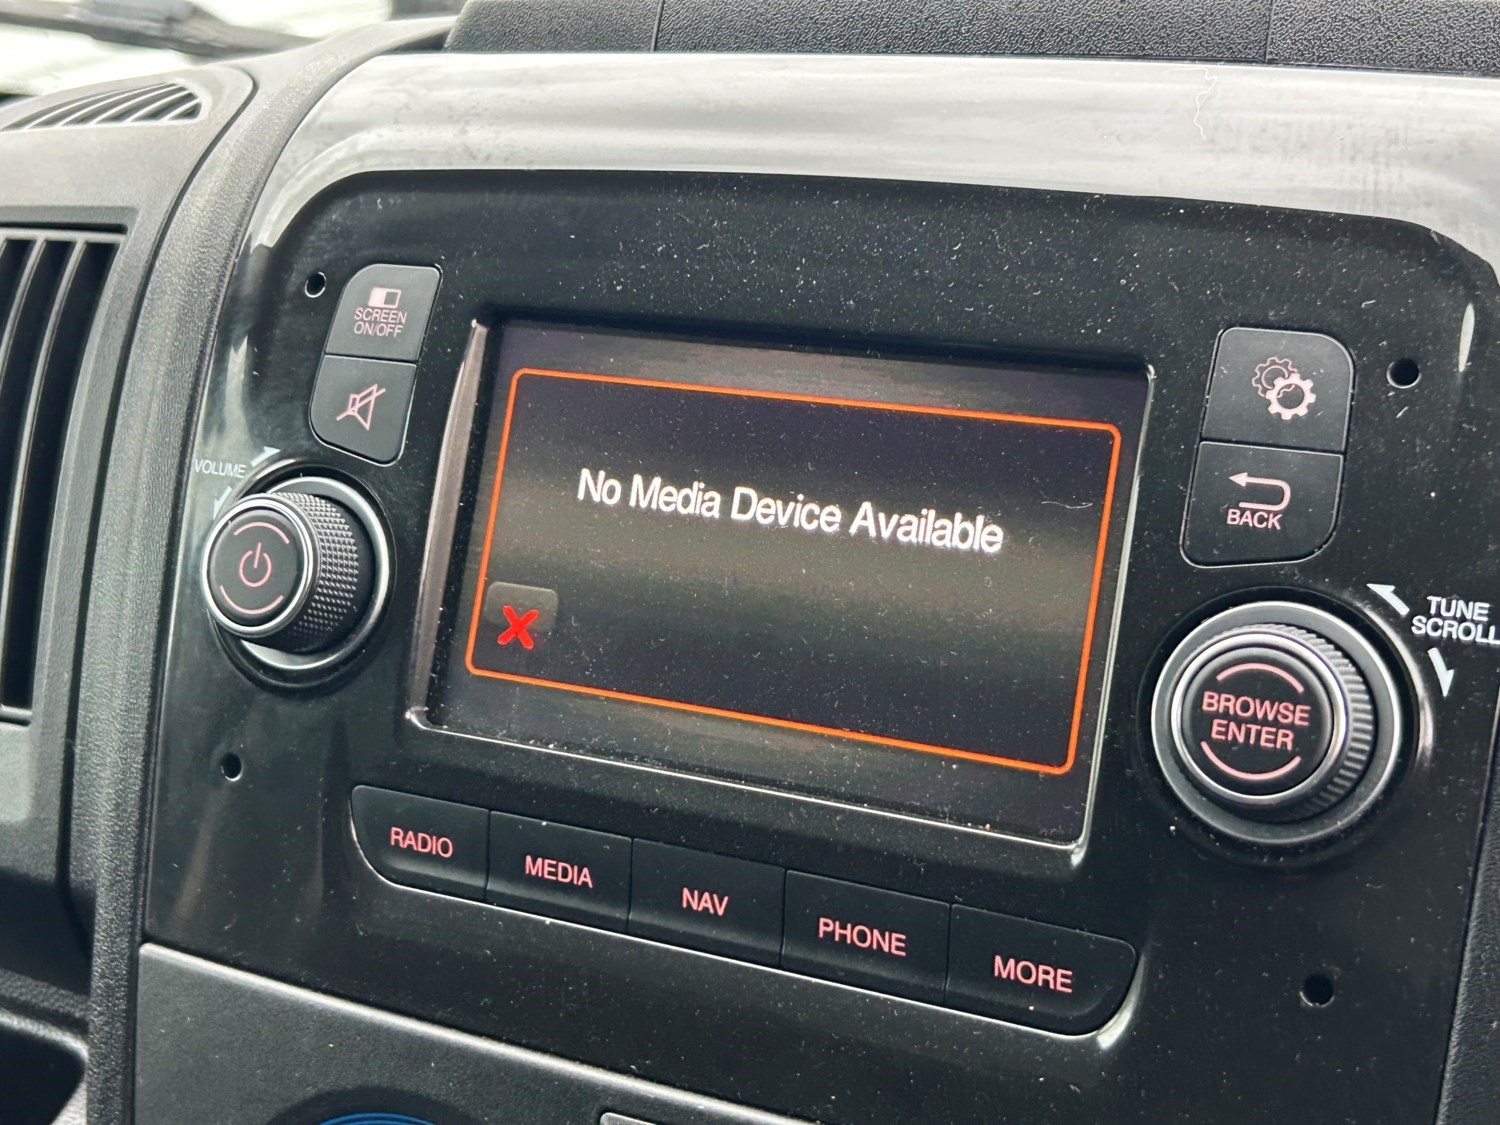 SCREEN
ON/OFF
VOLUME
No Media Device Available
BACK
TUNE
SCROLL
BROWSE
ENTER
RADIO
MEDIA
NAV
PHONE
MORE